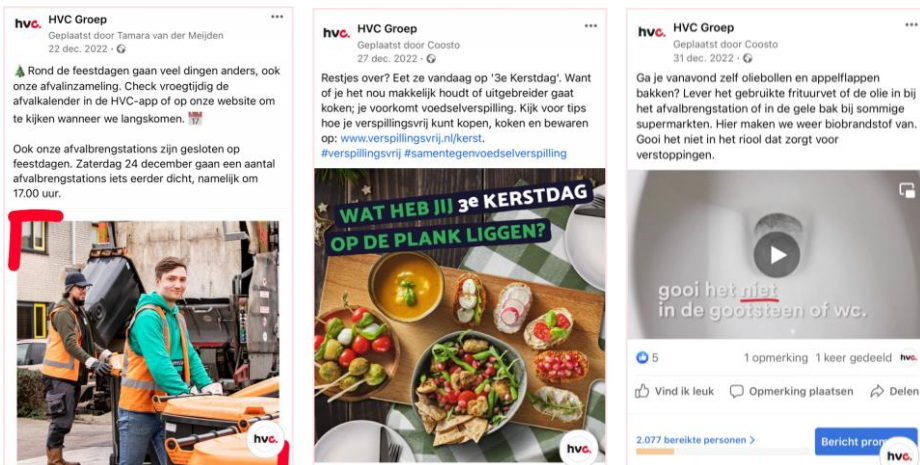 hvc. HVC Groep
Geplaatst door Tamara van der Meijden
22 dec. 2022
Rond de feestdagen gaan veel dingen anders, ook
onze afvalinzameling. Check vroegtijdig de
afvalkalender in de HVC-app of op onze website om
te kijken wanneer we langskomen.
Ook onze afvalbrengstations zijn gesloten op
feestdagen. Zaterdag 24 december gaan een aantal
afvalbrengstations iets eerder dicht, namelijk om
17.00 uur.
hvc.
hvc. HVC Groep
Geplaatst door Coosto
27 dec. 2022
Restjes over? Eet ze vandaag op '3e Kerstdag'. Want
of je het nou makkelijk houdt of uitgebreider gaat
koken; je voorkomt voedselverspilling. Kijk voor tips
hoe je verspillingsvrij kunt kopen, koken en bewaren
op: www.verspillingsvrij.nl/kerst.
#verspillingsvrij #samentegenvoedselverspilling
WAT HEB JIJ 3e KERSTDAG
OP DE PLANK LIGGEN?
hvc.
hvc. HVC Groep
Geplaatst door Coosto
31 dec. 2022
Ga je vanavond zelf oliebollen en appelflappen
bakken? Lever het gebruikte frituurvet of de olie in bij
het afvalbrengstation of in de gele bak bij sommige
supermarkten. Hier maken we weer biobrandstof van.
Gooi het niet in het riool dat zorgt voor
verstoppingen.
gooi het niet
in de gootsteen of wc.
5 1 opmerking 1 keer gedeeld hvc.
Vind ik leuk Opmerking plaatsen Delen
2.077 bereikte personen
Bericht pro
hvc.